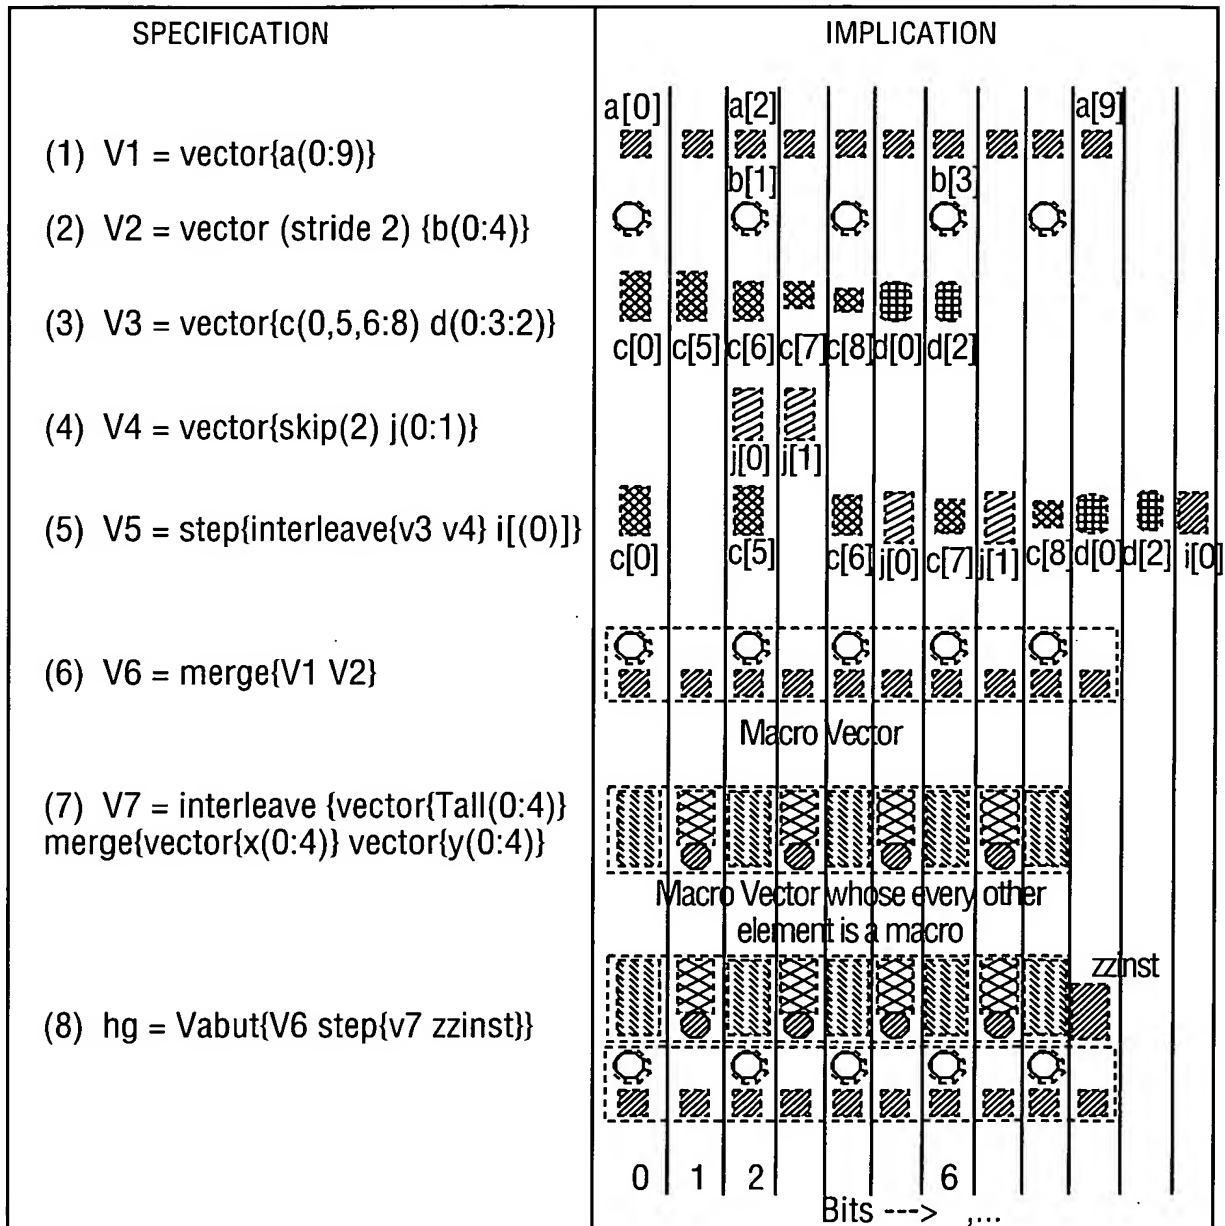 SPECIFICATION
IMPLICATION
a[0] a[2] a[9]
(1) V1 = vector{a(0:9)}
b[1] b[3]
(2) V2 = vector (stride 2) {b(0:4)}
(3) V3 = vector{c(0,5,6:8) d(0:3:2)}
c[0] c[5] c[6] c[7] c[8] d[0] d[2]
(4) V4 = vector{skip(2) j(0:1)}
j[0] j[1]
(5) V5 = step{interleave{v3 v4} i[(0)]}
c[0] c[5] c[6] j[0] c[7] j[1] c[8] d[0] d[2] i[0]
(6) V6 = merge{V1 V2}
Macro Vector
(7) V7 = interleave {vector{Tall(0:4)}
merge{vector{x(0:4)} vector{y(0:4)}
Macro Vector whose every other
element is a macro
zzinst
(8) hg = Vabut{V6 step{v7 zzinst}}
0 1 2 6
Bits ---> ,...